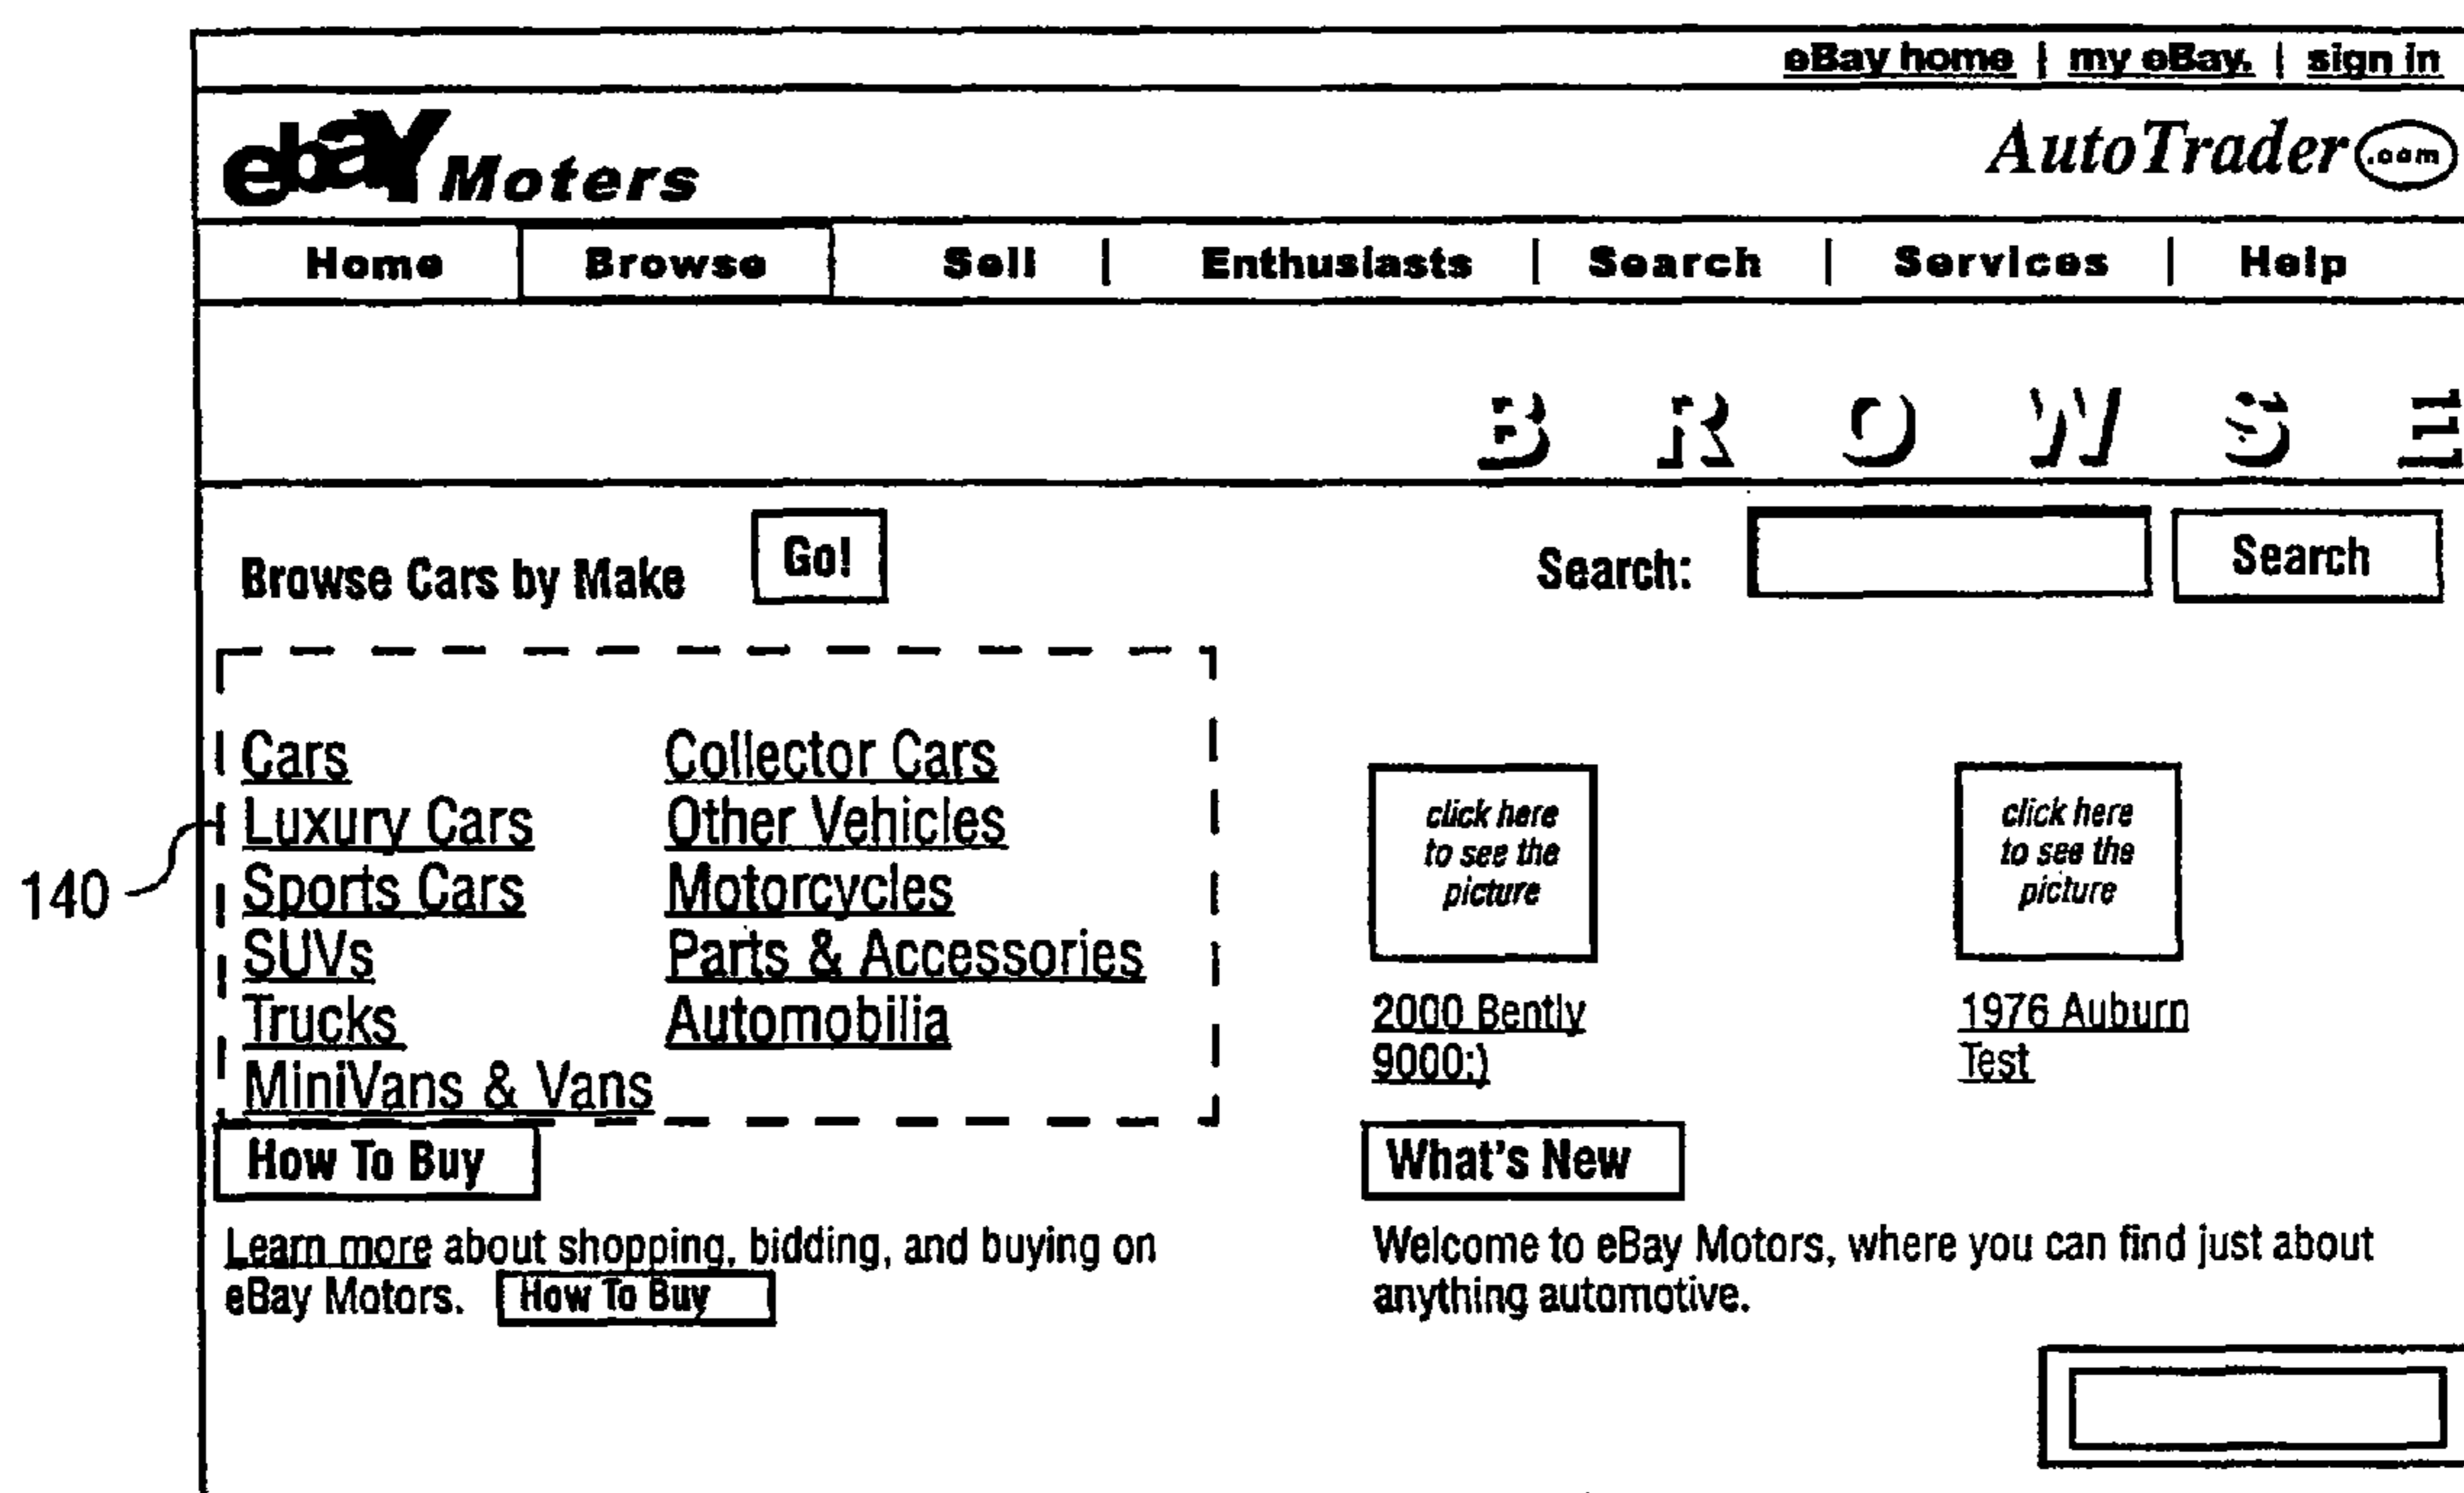 eBay home | my eBay. | sign in
ebaY Moters
AutoTrader .com
Home Browse Sell | Enthusiasts | Search | Services | Help
BROWSE
Browse Cars by Make Go! Search: Search
Cars Collector Cars
Luxury Cars Other Vehicles
140
Sports Cars Motorcycles
SUVs Parts & Accessories
Trucks Automobilia
MiniVans & Vans
click here
to see the
picture
2000 Bently
9000:)
click here
to see the
picture
1976 Auburn
Test
How To Buy
Learn more about shopping, bidding, and buying on
eBay Motors. How To Buy
What's New
Welcome to eBay Motors, where you can find just about
anything automotive.